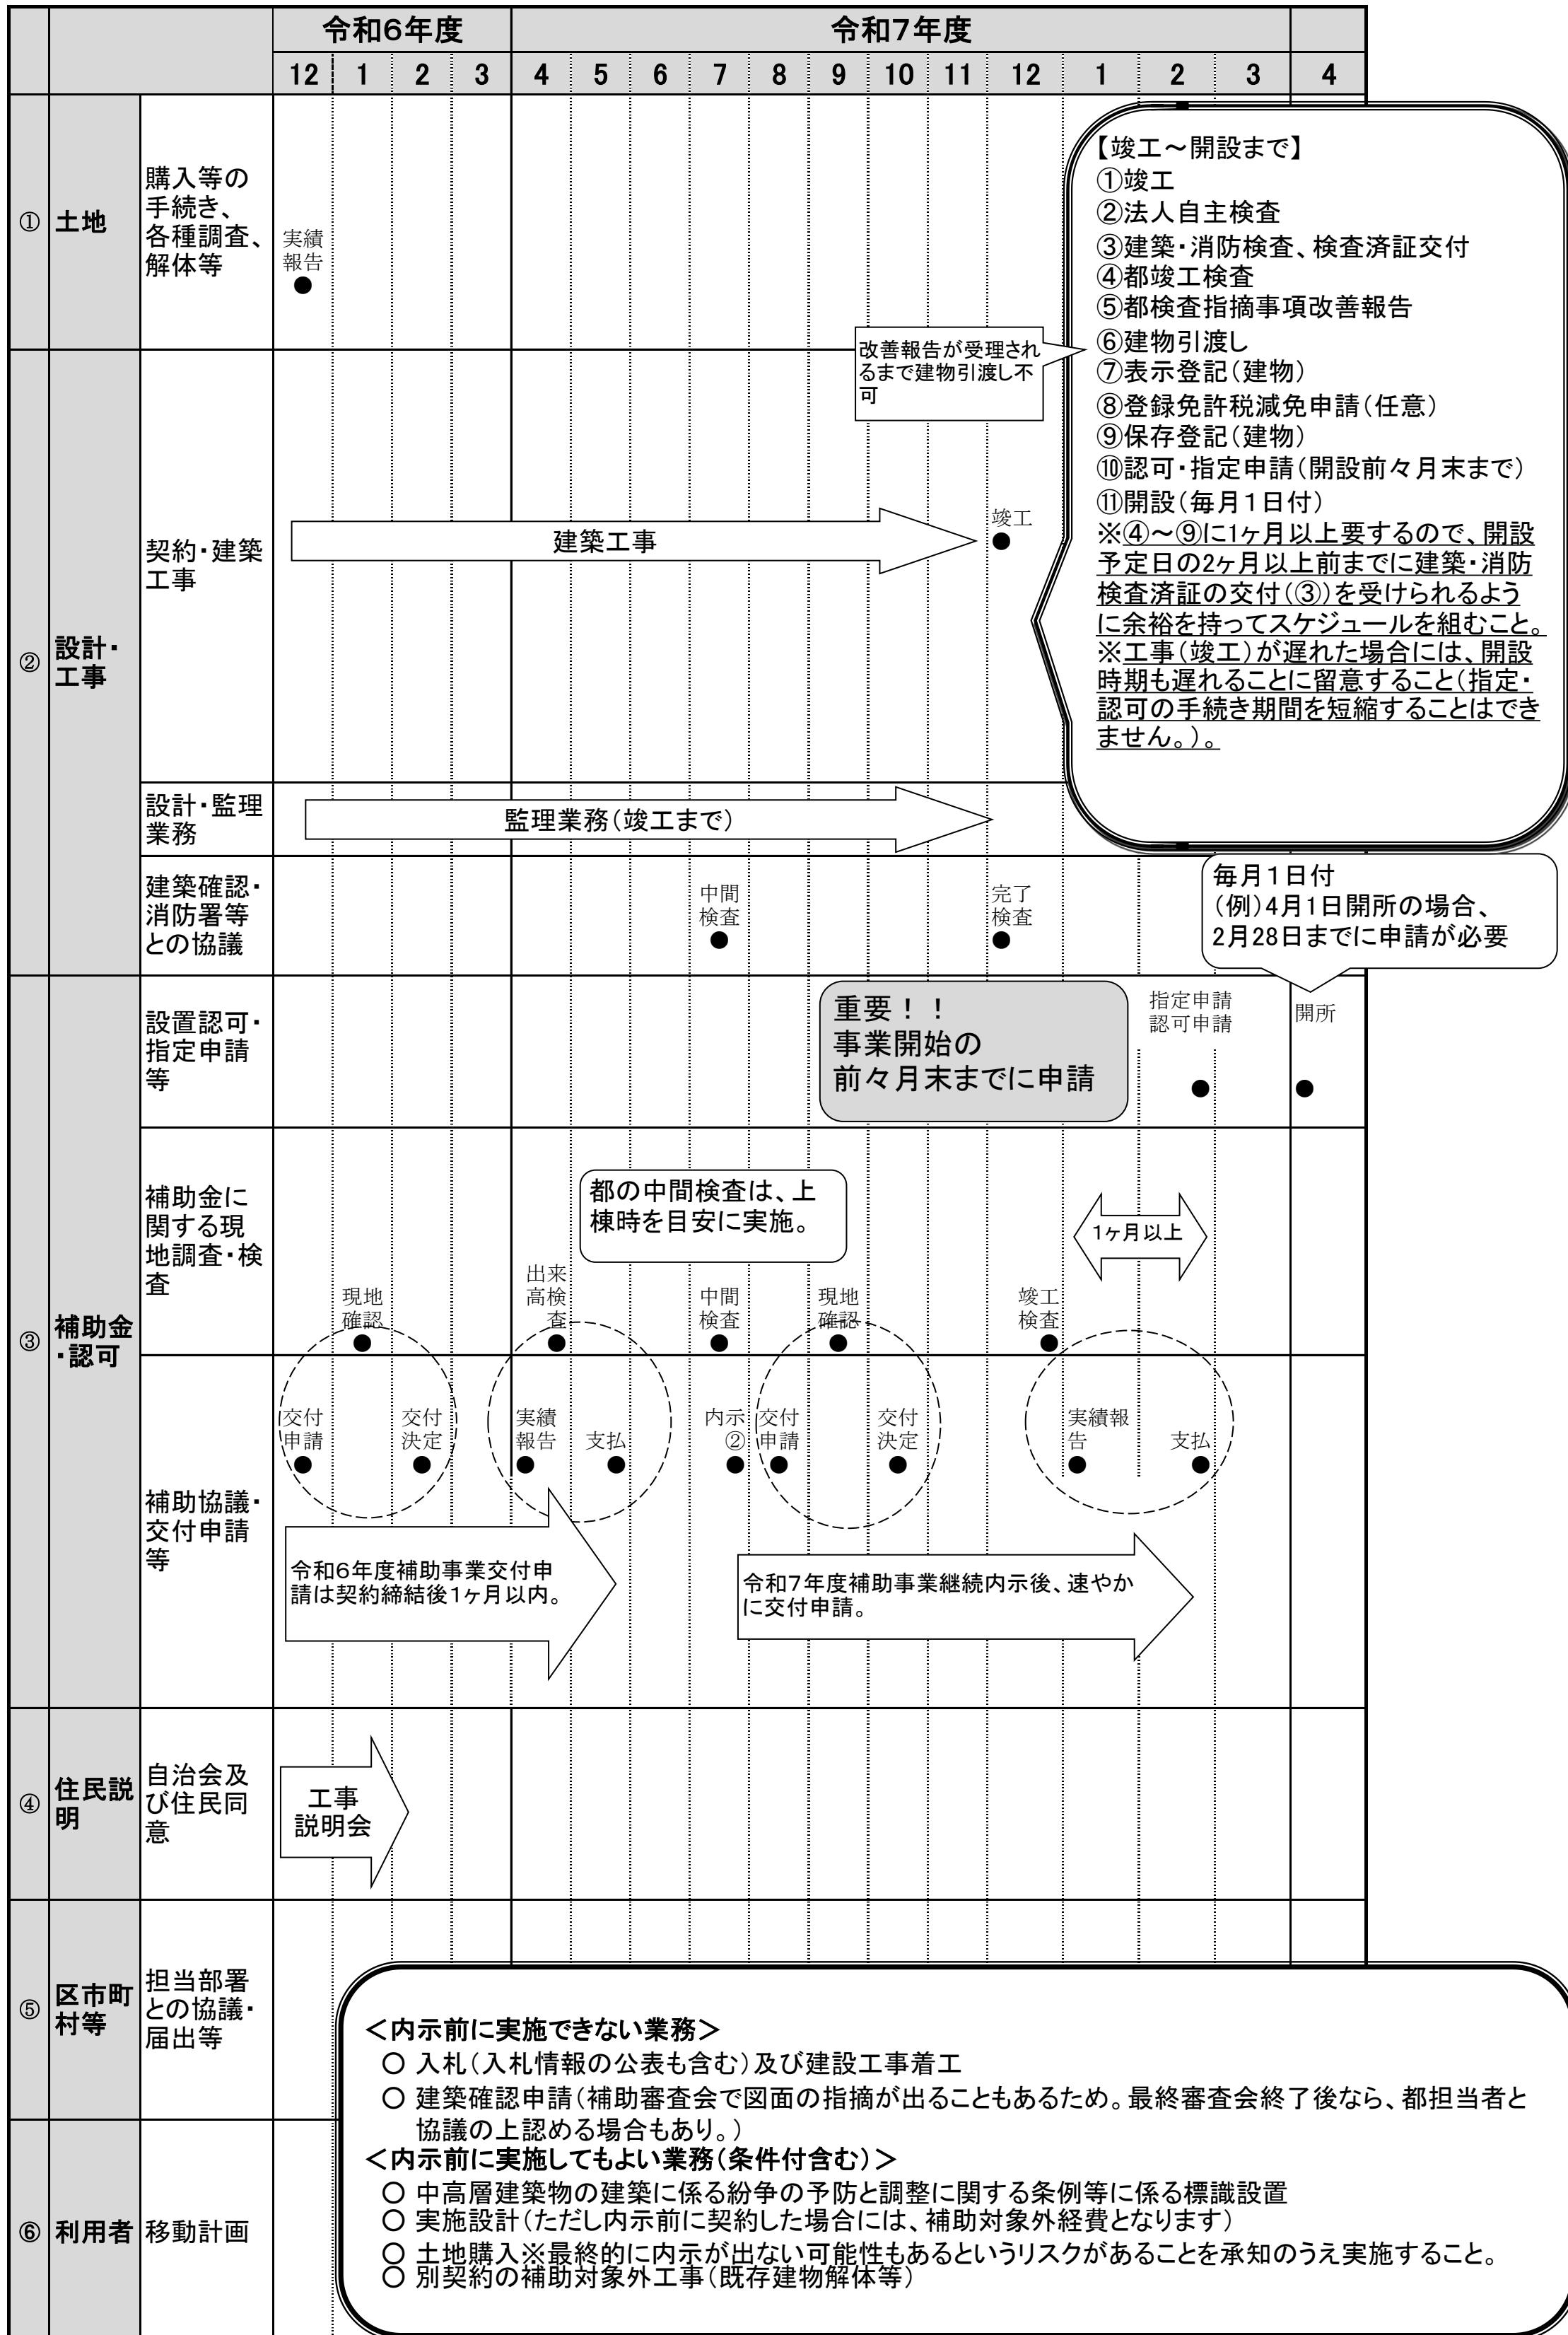 令和6年度
令和7年度
12 1 2 3 4 5 6 7 8 9 10 11 12 1 2 3 4
①
土地
購入等の
手続き、
各種調査、
解体等
実績
報告
【竣工～開設まで】
①竣工
②法人自主検査
③建築・消防検査、検査済証交付
④都竣工検査
⑤都検査指摘事項改善報告
⑥建物引渡し
⑦表示登記(建物)
⑧登録免許税減免申請(任意)
⑨保存登記(建物)
⑩認可・指定申請(開設前々月末まで)
⑪開設(毎月1日付)
※④～⑨に1ヶ月以上要するので、開設
予定日の2ヶ月以上前までに建築・消防
検査済証の交付(③)を受けられるよう
に余裕を持ってスケジュールを組むこと。
※工事(竣工)が遅れた場合には、開設
時期も遅れることに留意すること(指定・
認可の手続き期間を短縮することはでき
ません。)。
改善報告が受理され
るまで建物引渡し不
可
②
設計・
工事
契約・建築
工事
建築工事
竣工
設計・監理
業務
監理業務(竣工まで)
建築確認・
消防署等
との協議
中間
検査
完了
検査
毎月1日付
(例)4月1日開所の場合、
2月28日までに申請が必要
③
補助金
・認可
設置認可・
指定申請
等
重要!!
事業開始の
前々月末までに申請
指定申請
認可申請
開所
補助金に
関する現
地調査・検
査
都の中間検査は、上
棟時を目安に実施。
1ヶ月以上
現地
確認
出来
高検
査
中間
検査
現地
確認
竣工
検査
補助協議・
交付申請
等
交付
申請
交付
決定
実績
報告
支払
内示
②
交付
申請
交付
決定
実績報
告
支払
令和6年度補助事業交付申
請は契約締結後1ヶ月以内。
令和7年度補助事業継続内示後、速やか
に交付申請。
④
住民説
明
自治会及
び住民同
意
工事
説明会
⑤
区市町
村等
担当部署
との協議・
届出等
⑥
利用者
移動計画
＜内示前に実施できない業務＞
○ 入札(入札情報の公表も含む)及び建設工事着工
○ 建築確認申請(補助審査会で図面の指摘が出ることもあるため。最終審査会終了後なら、都担当者と
協議の上認める場合もあり。)
＜内示前に実施してもよい業務(条件付含む)＞
○ 中高層建築物の建築に係る紛争の予防と調整に関する条例等に係る標識設置
○ 実施設計(ただし内示前に契約した場合には、補助対象外経費となります)
○ 土地購入※最終的に内示が出ない可能性もあるというリスクがあることを承知のうえ実施すること。
○ 別契約の補助対象外工事(既存建物解体等)